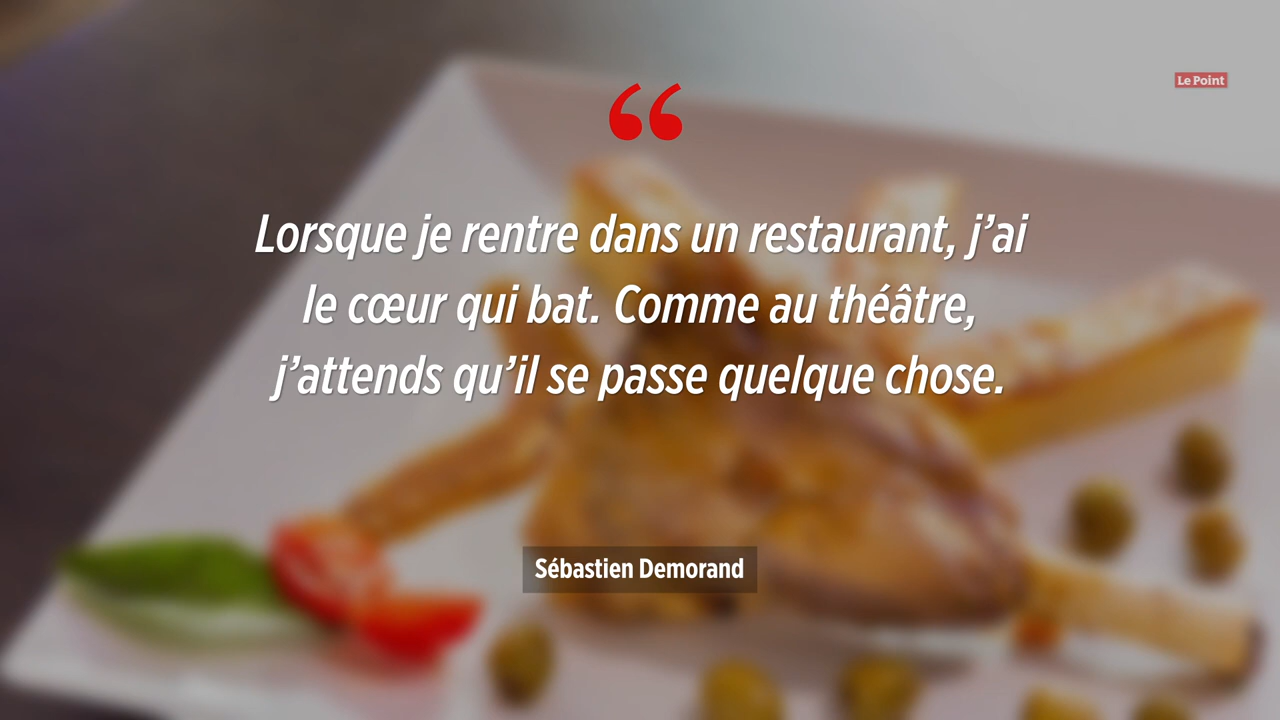 Le Point
“
Lorsque je rentre dans un restaurant, j’ai
le cœur qui bat. Comme au théâtre,
j’attends qu’il se passe quelque chose.
Sébastien Demorand